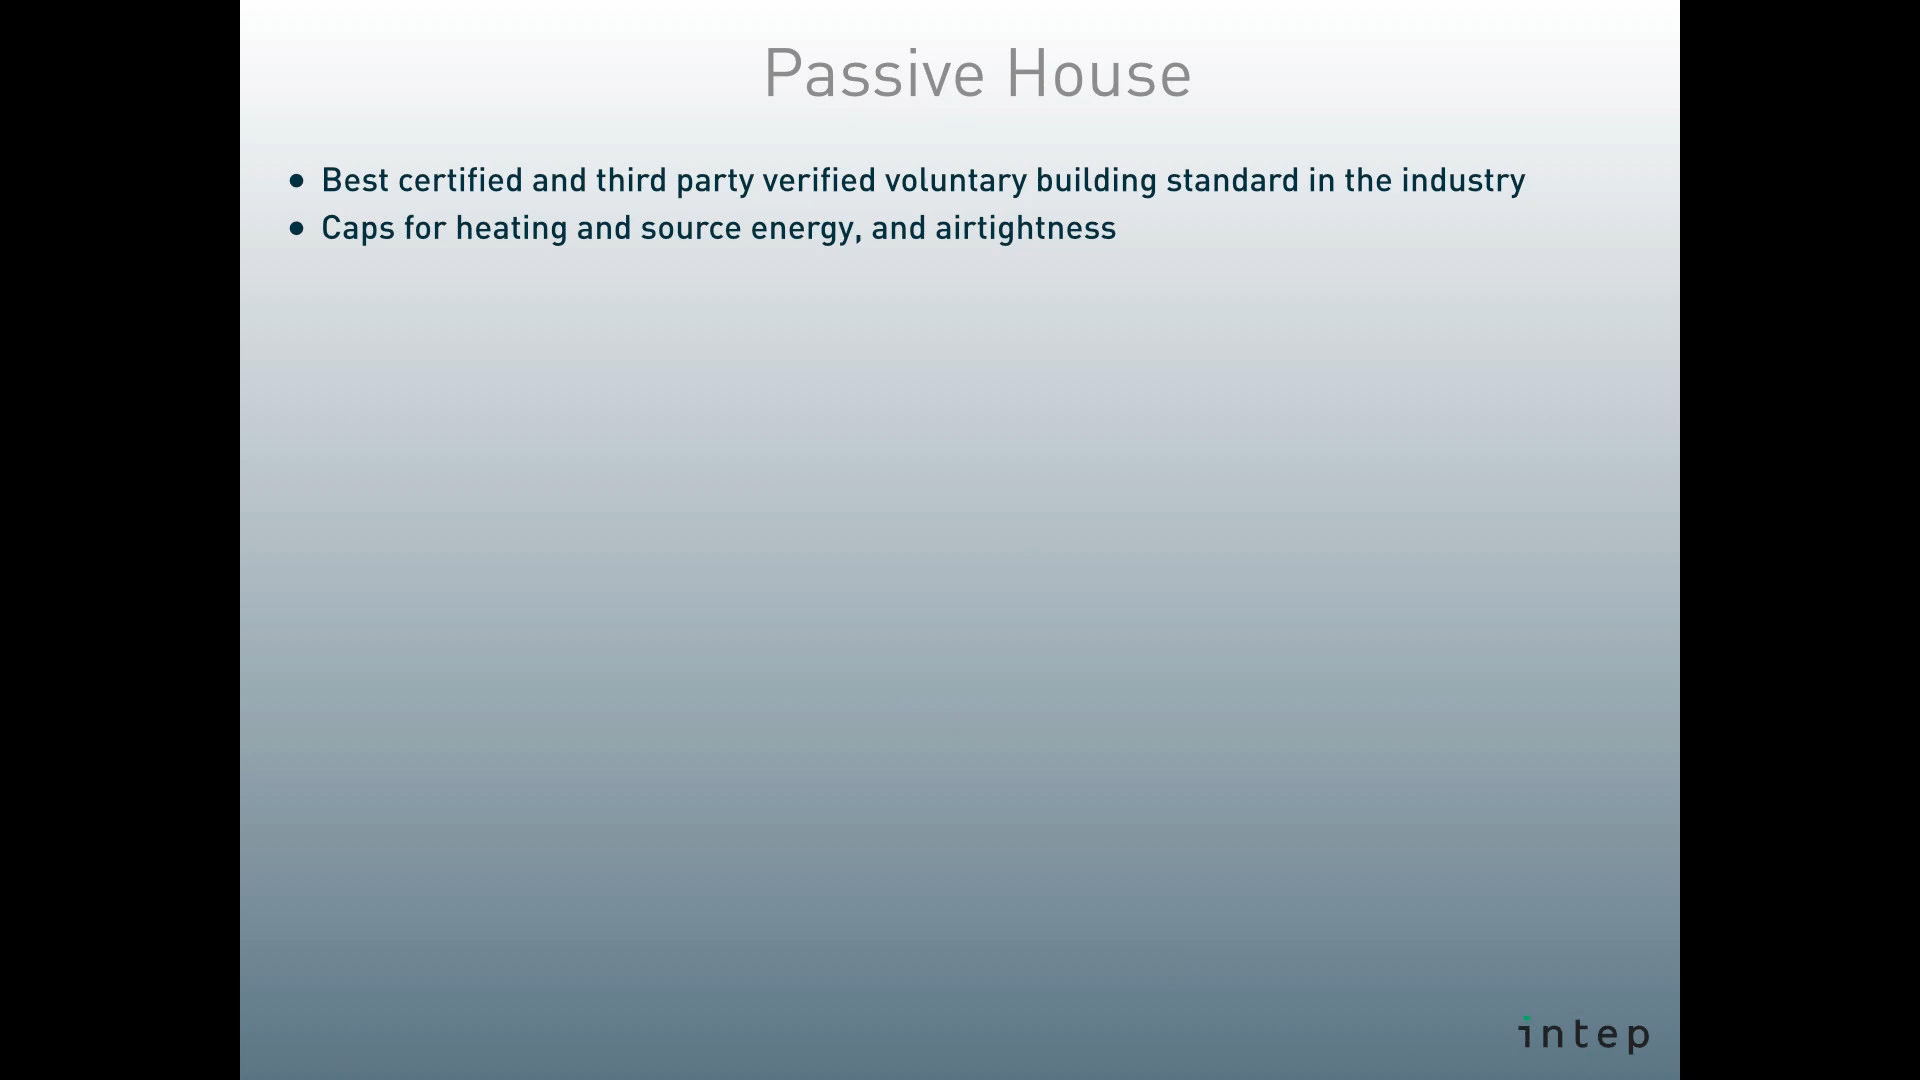 Passive House
● Best certified and third party verified voluntary building standard in the industry
● Caps for heating and source energy, and airtightness
intep